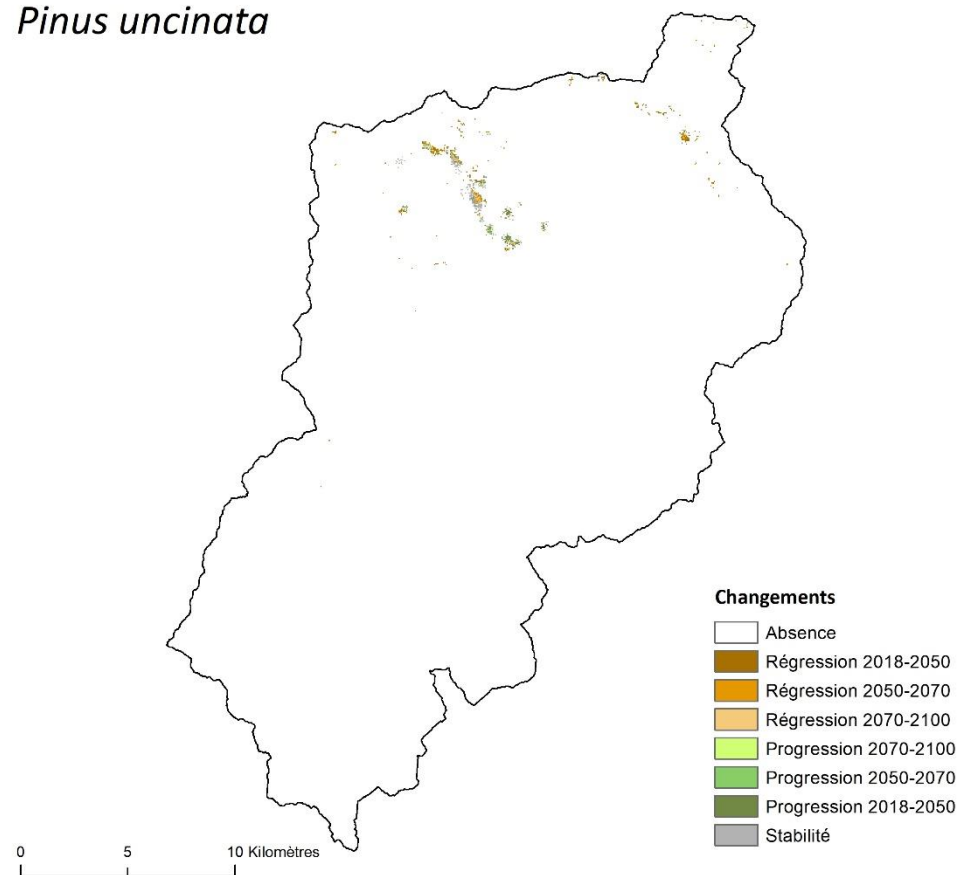 Pinus uncinata
Changements
Absence
Régression 2018-2050
Régression 2050-2070
Régression 2070-2100
Progression 2070-2100
Progression 2050-2070
Progression 2018-2050
Stabilité
0 5 10 Kilomètres